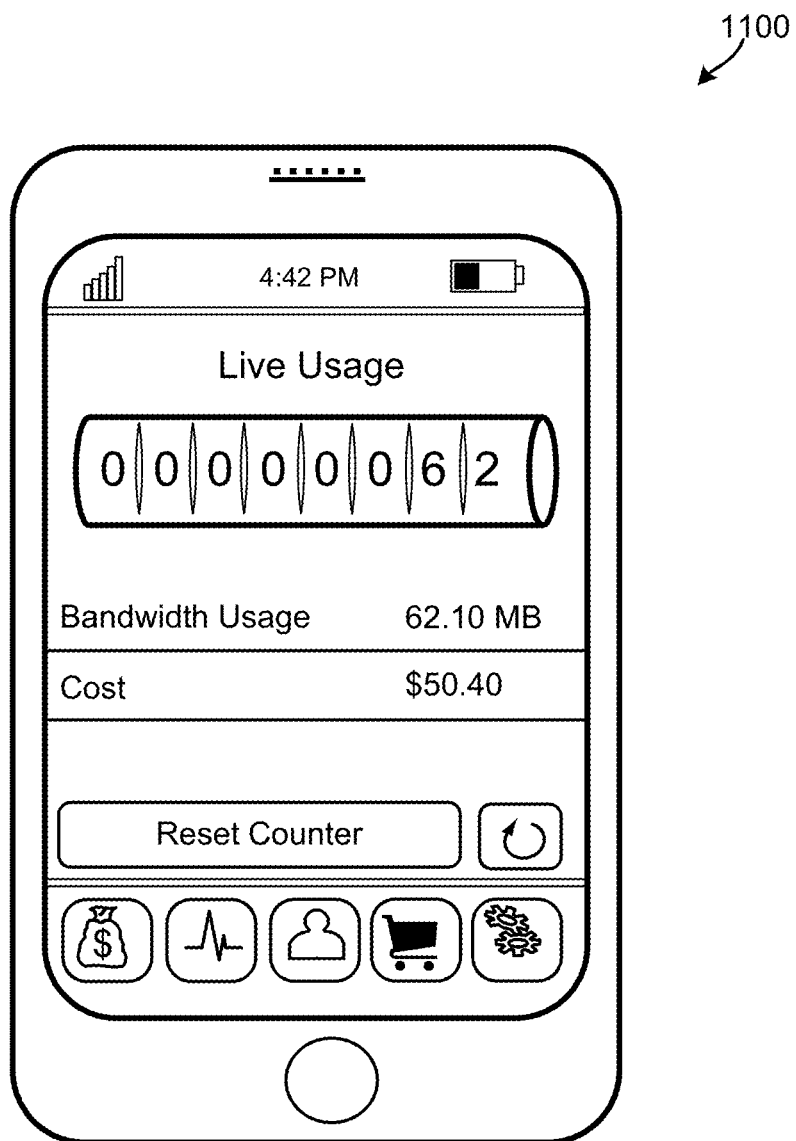 1100
4:42 PM
Live Usage
0 0 0 0 0 0 6 2
Bandwidth Usage 62.10 MB
Cost $50.40
Reset Counter
$